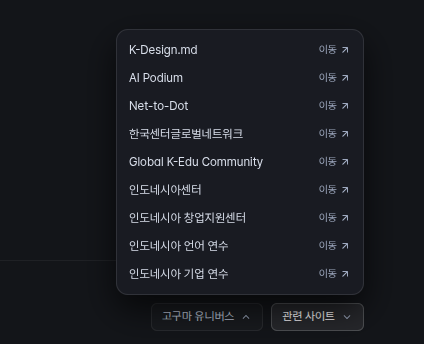 K-Design.md 이동
AI Podium 이동
Net-to-Dot 이동
한국센터글로벌네트워크 이동
Global K-Edu Community 이동
인도네시아센터 이동
인도네시아 창업지원센터 이동
인도네시아 언어 연수 이동
인도네시아 기업 연수 이동
고구마 유니버스 관련 사이트